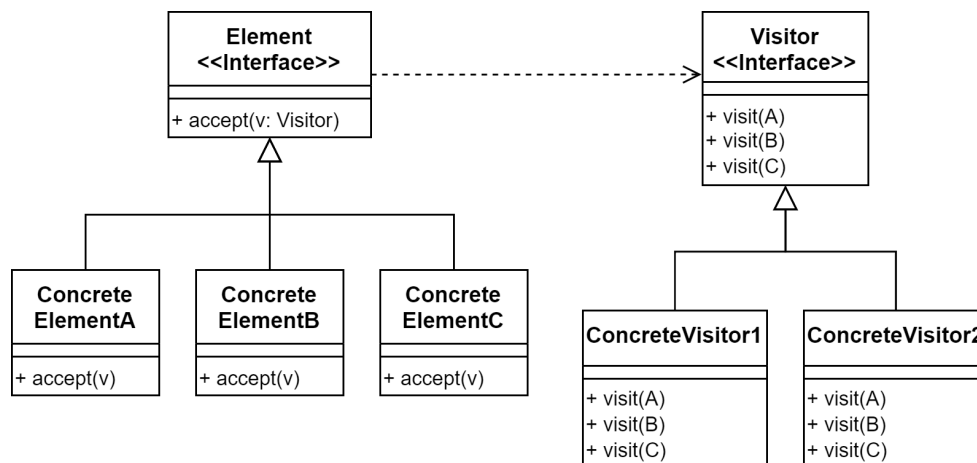 Element
<<Interface>>
+ accept(v: Visitor)
Visitor
<<Interface>>
+ visit(A)
+ visit(B)
+ visit(C)
Concrete
ElementA
+ accept(v)
Concrete
ElementB
+ accept(v)
Concrete
ElementC
+ accept(v)
ConcreteVisitor1
+ visit(A)
+ visit(B)
+ visit(C)
ConcreteVisitor2
+ visit(A)
+ visit(B)
+ visit(C)